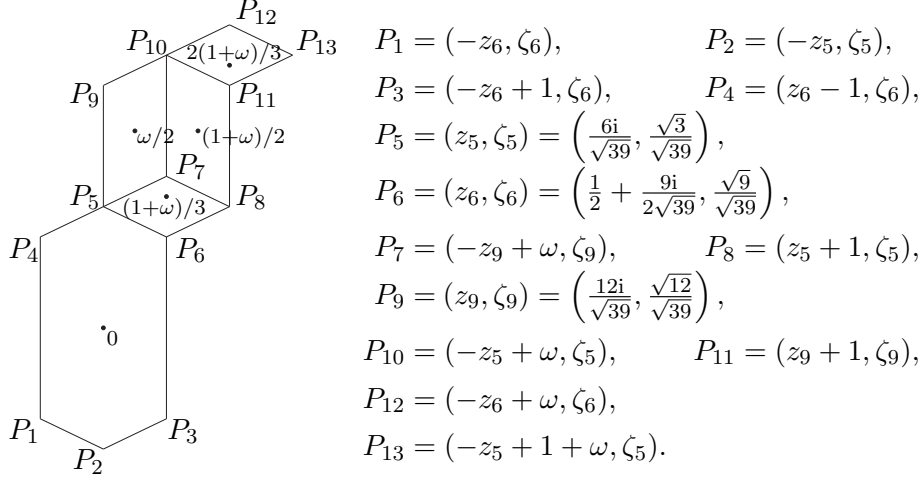 P₁₂
P₁₀
P₁₃
2(1+ω)/3
P₉
P₁₁
ω/2
(1+ω)/2
P₇
P₅
(1+ω)/3
P₈
P₄
P₆
0
P₁
P₃
P₂
P₁ = (−z₆, ζ₆), P₂ = (−z₅, ζ₅),
P₃ = (−z₆ + 1, ζ₆), P₄ = (z₆ − 1, ζ₆),
P₅ = (z₅, ζ₅) = (6i/√39, √3/√39),
P₆ = (z₆, ζ₆) = (1/2 + 9i/2√39, √9/√39),
P₇ = (−z₉ + ω, ζ₉), P₈ = (z₅ + 1, ζ₅),
P₉ = (z₉, ζ₉) = (12i/√39, √12/√39),
P₁₀ = (−z₅ + ω, ζ₅), P₁₁ = (z₉ + 1, ζ₉),
P₁₂ = (−z₆ + ω, ζ₆),
P₁₃ = (−z₅ + 1 + ω, ζ₅).